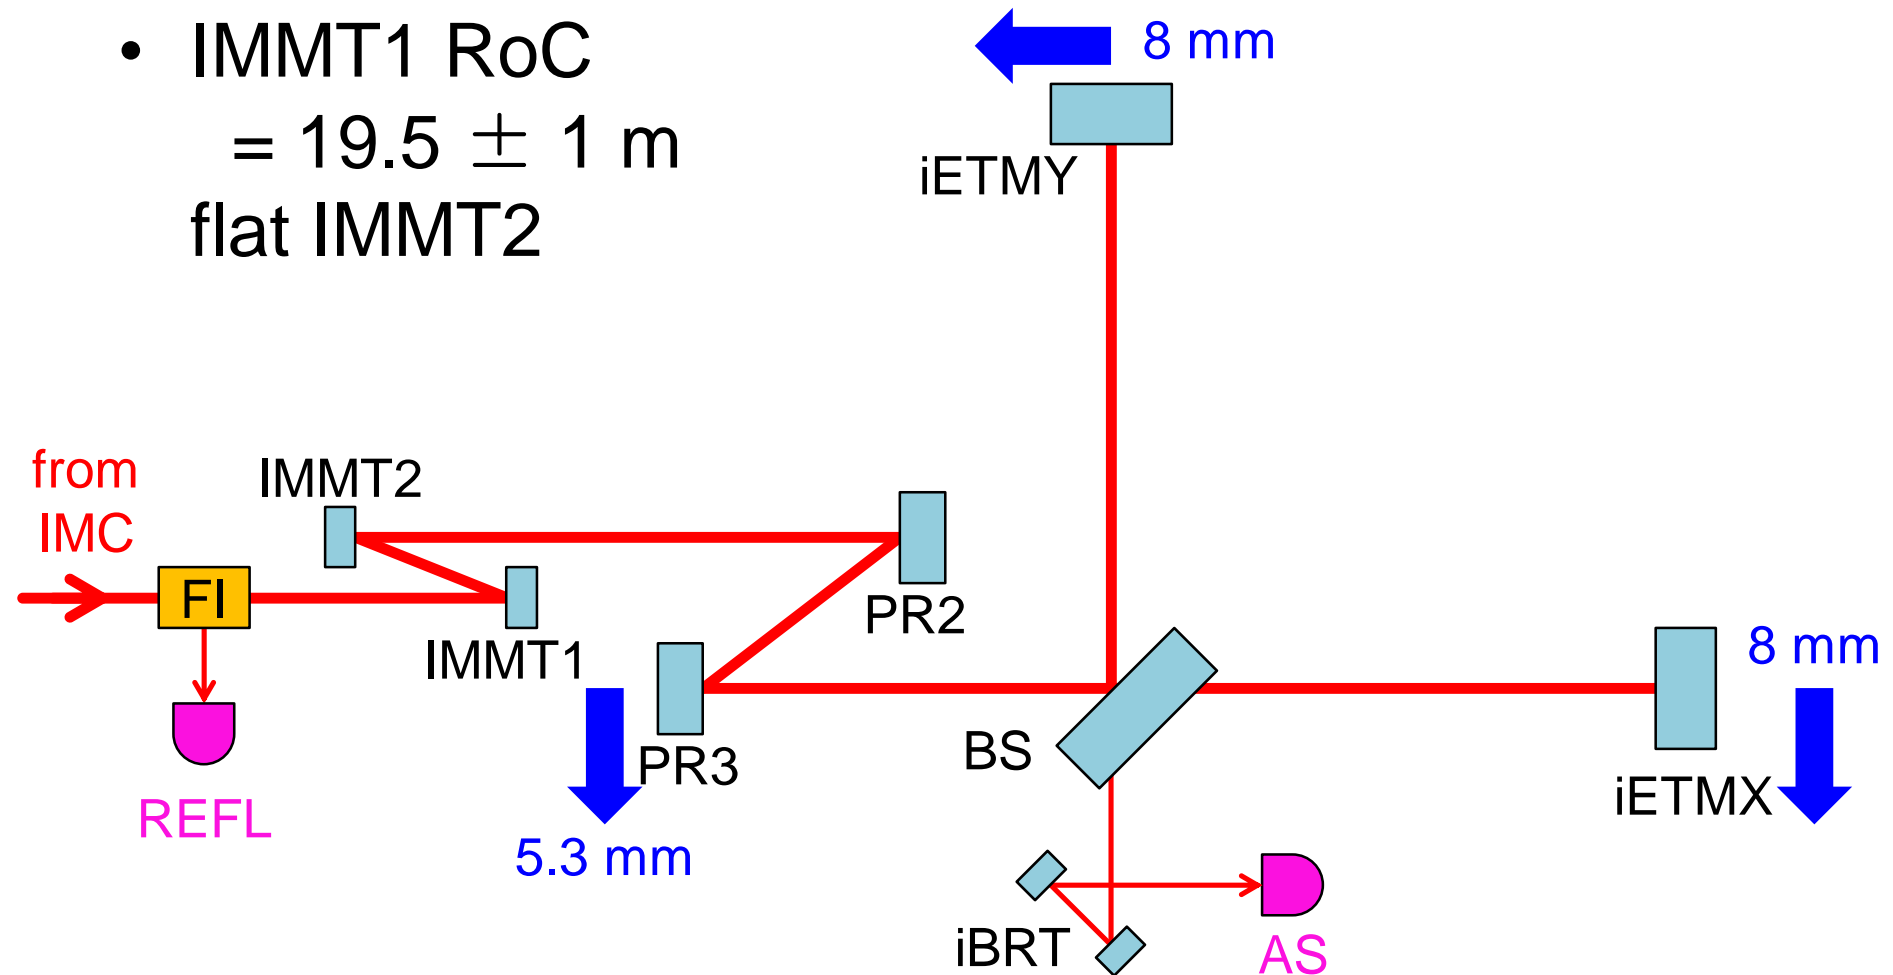 • IMMT1 RoC
= 19.5 ± 1 m
flat IMMT2
8 mm
iETMY
from
IMC
IMMT2
FI
IMMT1
PR2
PR3
5.3 mm
REFL
BS
8 mm
iETMX
iBRT
AS